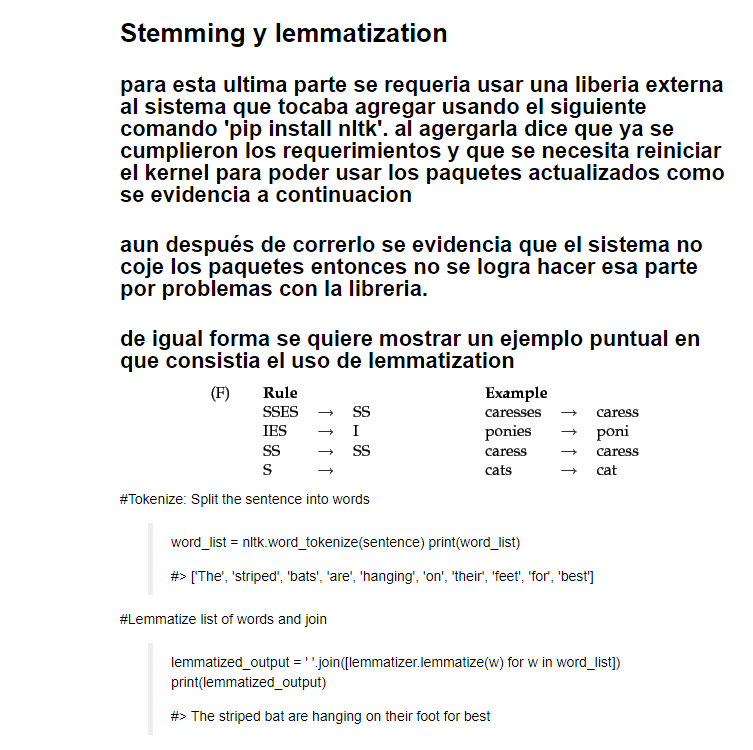 Stemming y lemmatization
para esta ultima parte se requeria usar una liberia externa
al sistema que tocaba agregar usando el siguiente
comando 'pip install nltk'. al agergarla dice que ya se
cumplieron los requerimientos y que se necesita reiniciar
el kernel para poder usar los paquetes actualizados como
se evidencia a continuacion
aun después de correrlo se evidencia que el sistema no
coje los paquetes entonces no se logra hacer esa parte
por problemas con la libreria.
de igual forma se quiere mostrar un ejemplo puntual en
que consistia el uso de lemmatization
(F) Rule Example
SSES → SS caresses → caress
IES → I ponies → poni
SS → SS caress → caress
S → cats → cat
#Tokenize: Split the sentence into words
word_list = nltk.word_tokenize(sentence) print(word_list)
#> ['The', 'striped', 'bats', 'are', 'hanging', 'on', 'their', 'feet', 'for', 'best']
#Lemmatize list of words and join
lemmatized_output = ' '.join([lemmatizer.lemmatize(w) for w in word_list])
print(lemmatized_output)
#> The striped bat are hanging on their foot for best